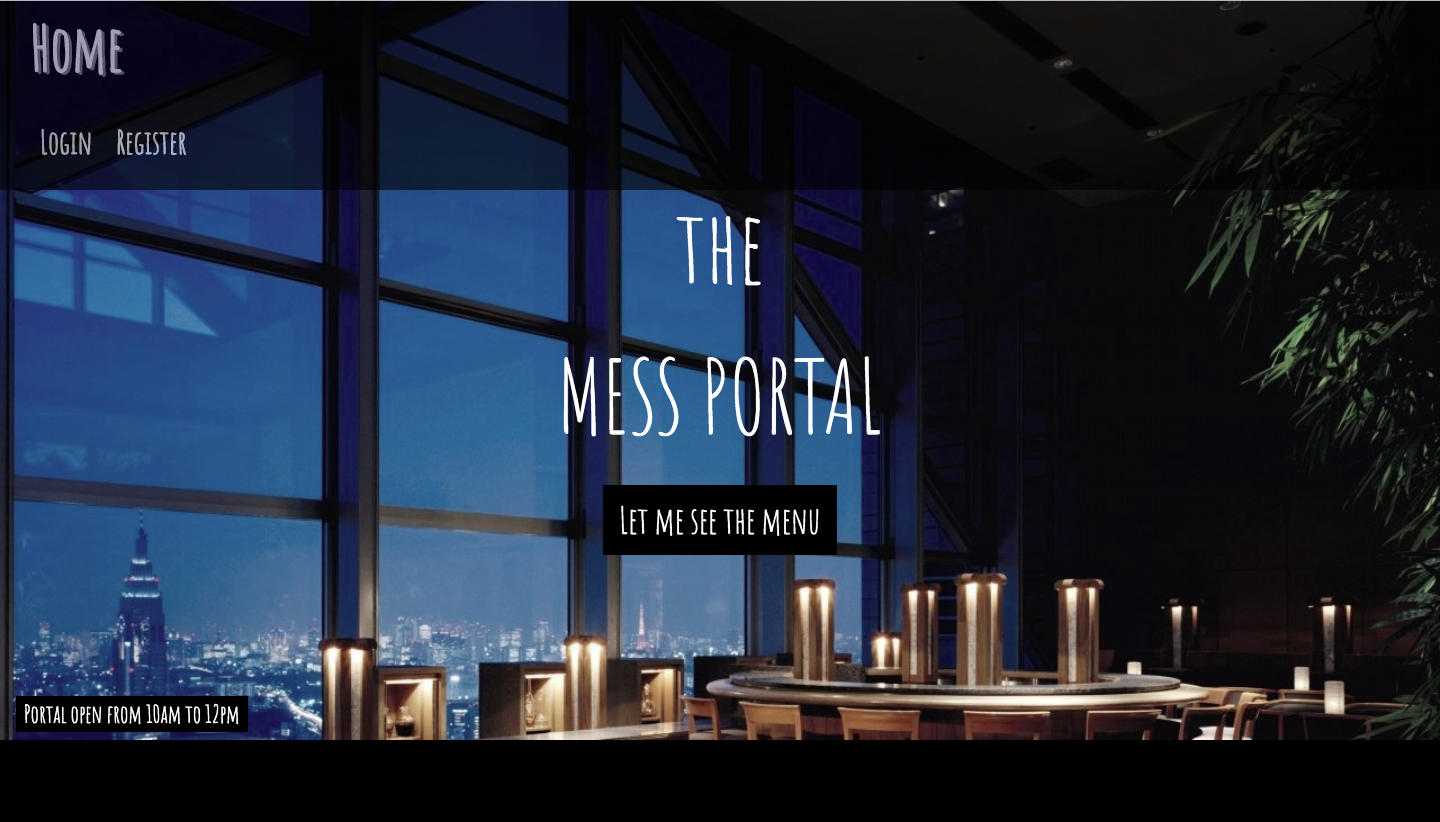 Home
Login Register
THE
MESS PORTAL
Let me see the menu
Portal open from 10am to 12pm